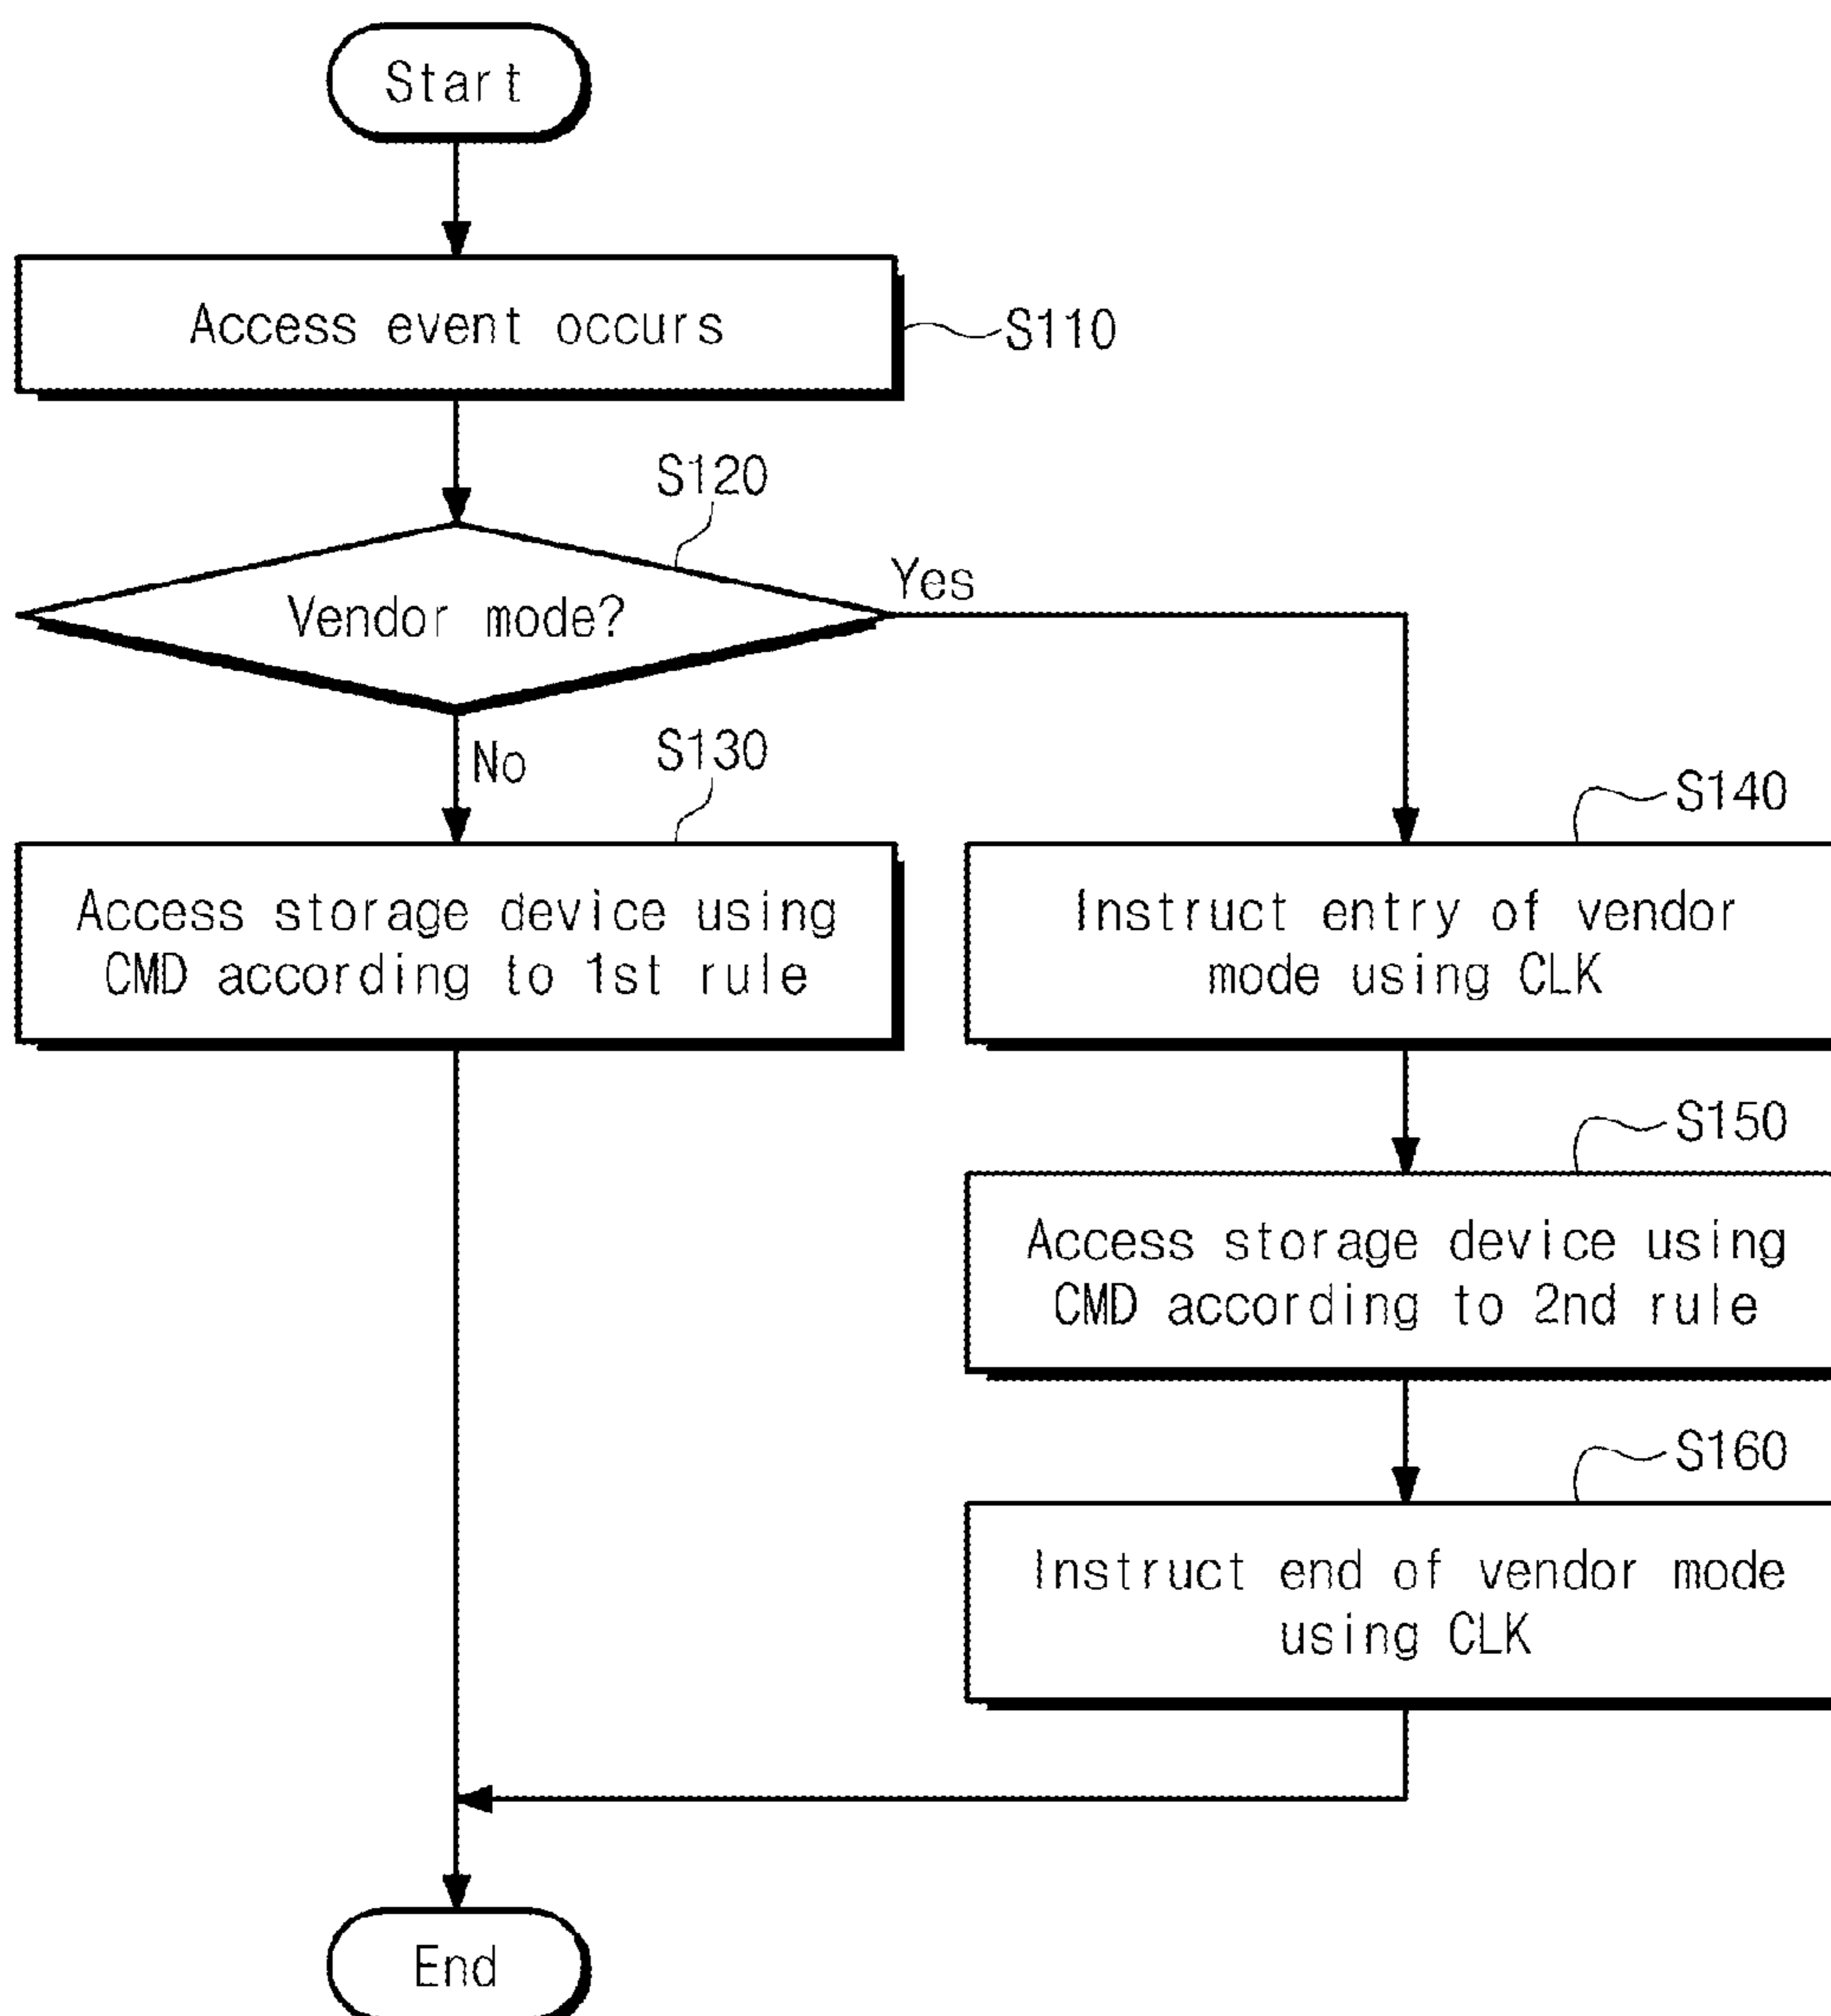 Start
Access event occurs
S110
S120
Vendor mode?
Yes
No
S130
S140
Access storage device using
CMD according to 1st rule
Instruct entry of vendor
mode using CLK
S150
Access storage device using
CMD according to 2nd rule
S160
Instruct end of vendor mode
using CLK
End